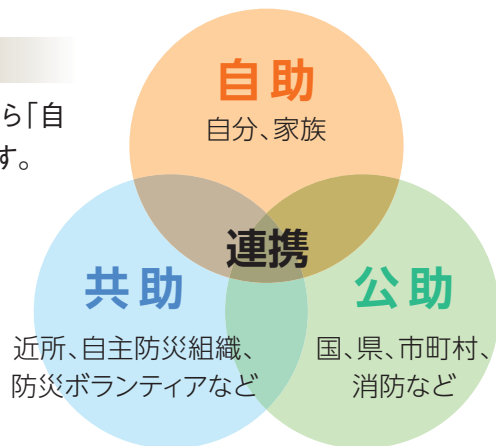 ら「自
す。
自助
自分、家族
連携
共助
近所、自主防災組織、
防災ボランティアなど
公助
国、県、市町村、
消防など